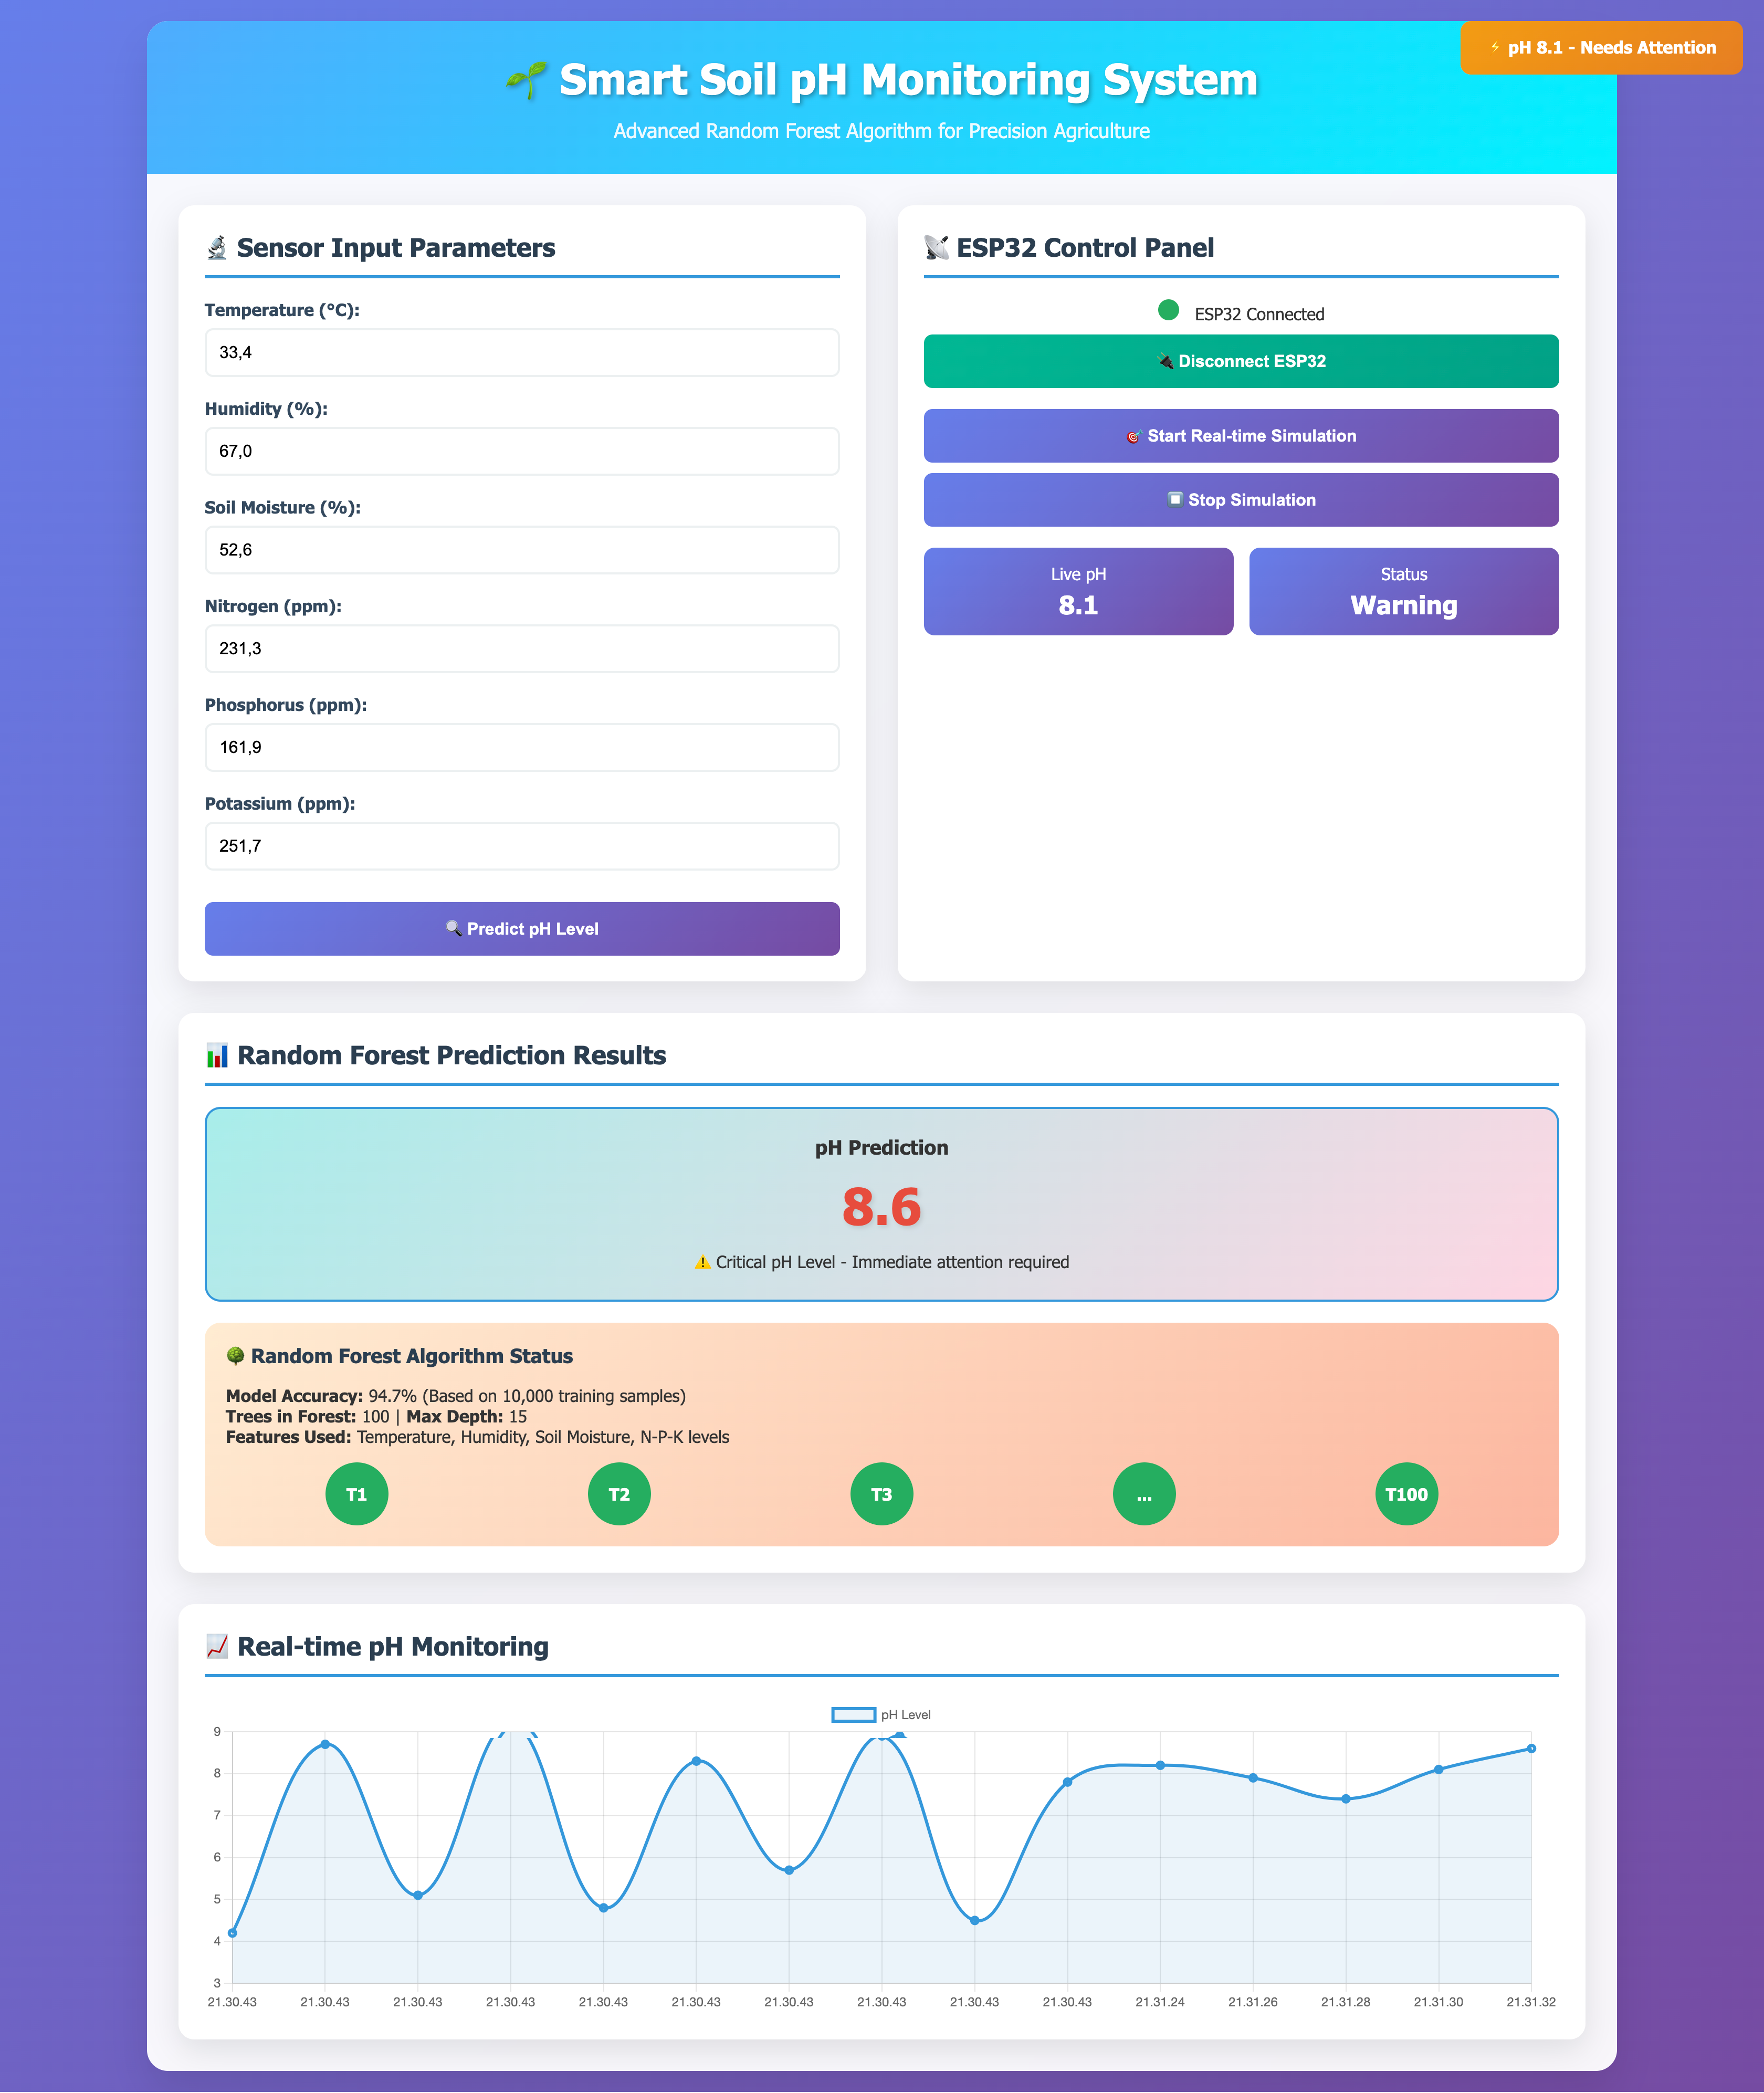 ⚡ pH 8.1 - Needs Attention
🌱 Smart Soil pH Monitoring System
Advanced Random Forest Algorithm for Precision Agriculture
🔬 Sensor Input Parameters
Temperature (°C):
33,4
Humidity (%):
67,0
Soil Moisture (%):
52,6
Nitrogen (ppm):
231,3
Phosphorus (ppm):
161,9
Potassium (ppm):
251,7
🔍 Predict pH Level
📡 ESP32 Control Panel
ESP32 Connected
🔌 Disconnect ESP32
🎯 Start Real-time Simulation
⏹️ Stop Simulation
Live pH
8.1
Status
Warning
📊 Random Forest Prediction Results
pH Prediction
8.6
⚠️ Critical pH Level - Immediate attention required
🌳 Random Forest Algorithm Status
Model Accuracy: 94.7% (Based on 10,000 training samples)
Trees in Forest: 100 | Max Depth: 15
Features Used: Temperature, Humidity, Soil Moisture, N-P-K levels
T1 T2 T3 ... T100
📈 Real-time pH Monitoring
pH Level
9
8
7
6
5
4
3
21.30.43 21.30.43 21.30.43 21.30.43 21.30.43 21.30.43 21.30.43 21.30.43 21.30.43 21.30.43 21.31.24 21.31.26 21.31.28 21.31.30 21.31.32